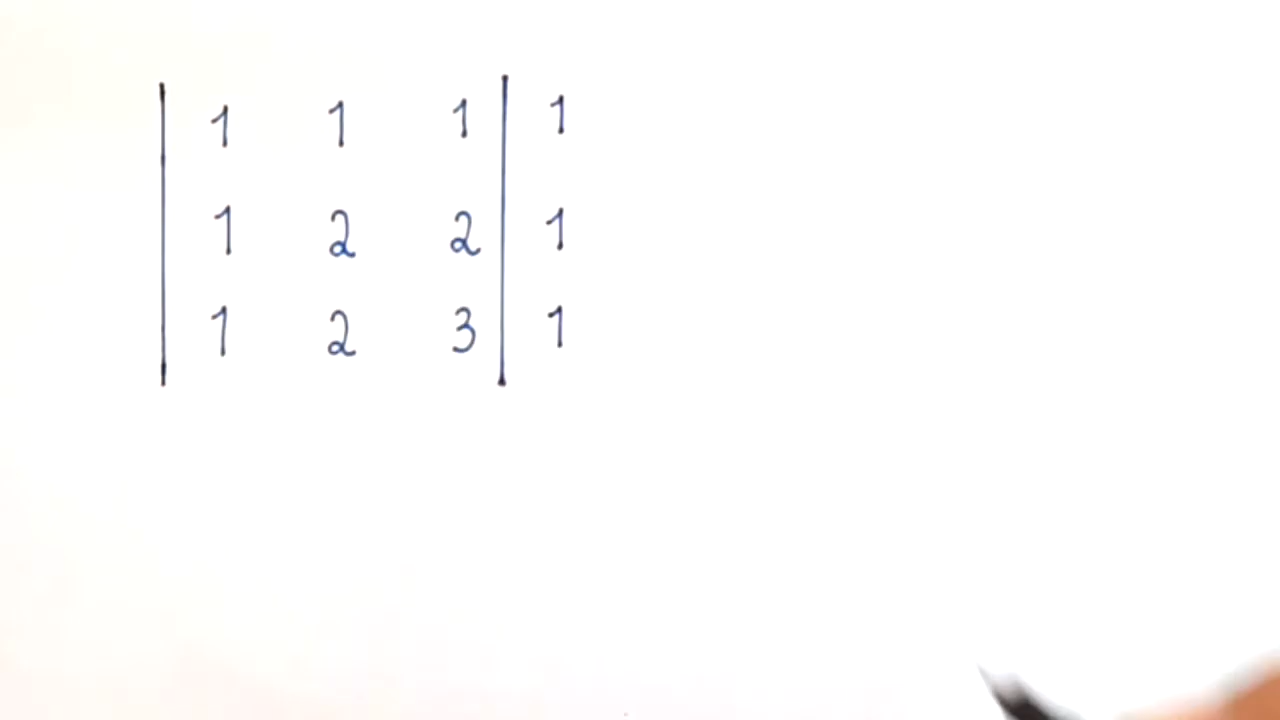 | 1 1 1 | 1
| 1 2 2 | 1
| 1 2 3 | 1